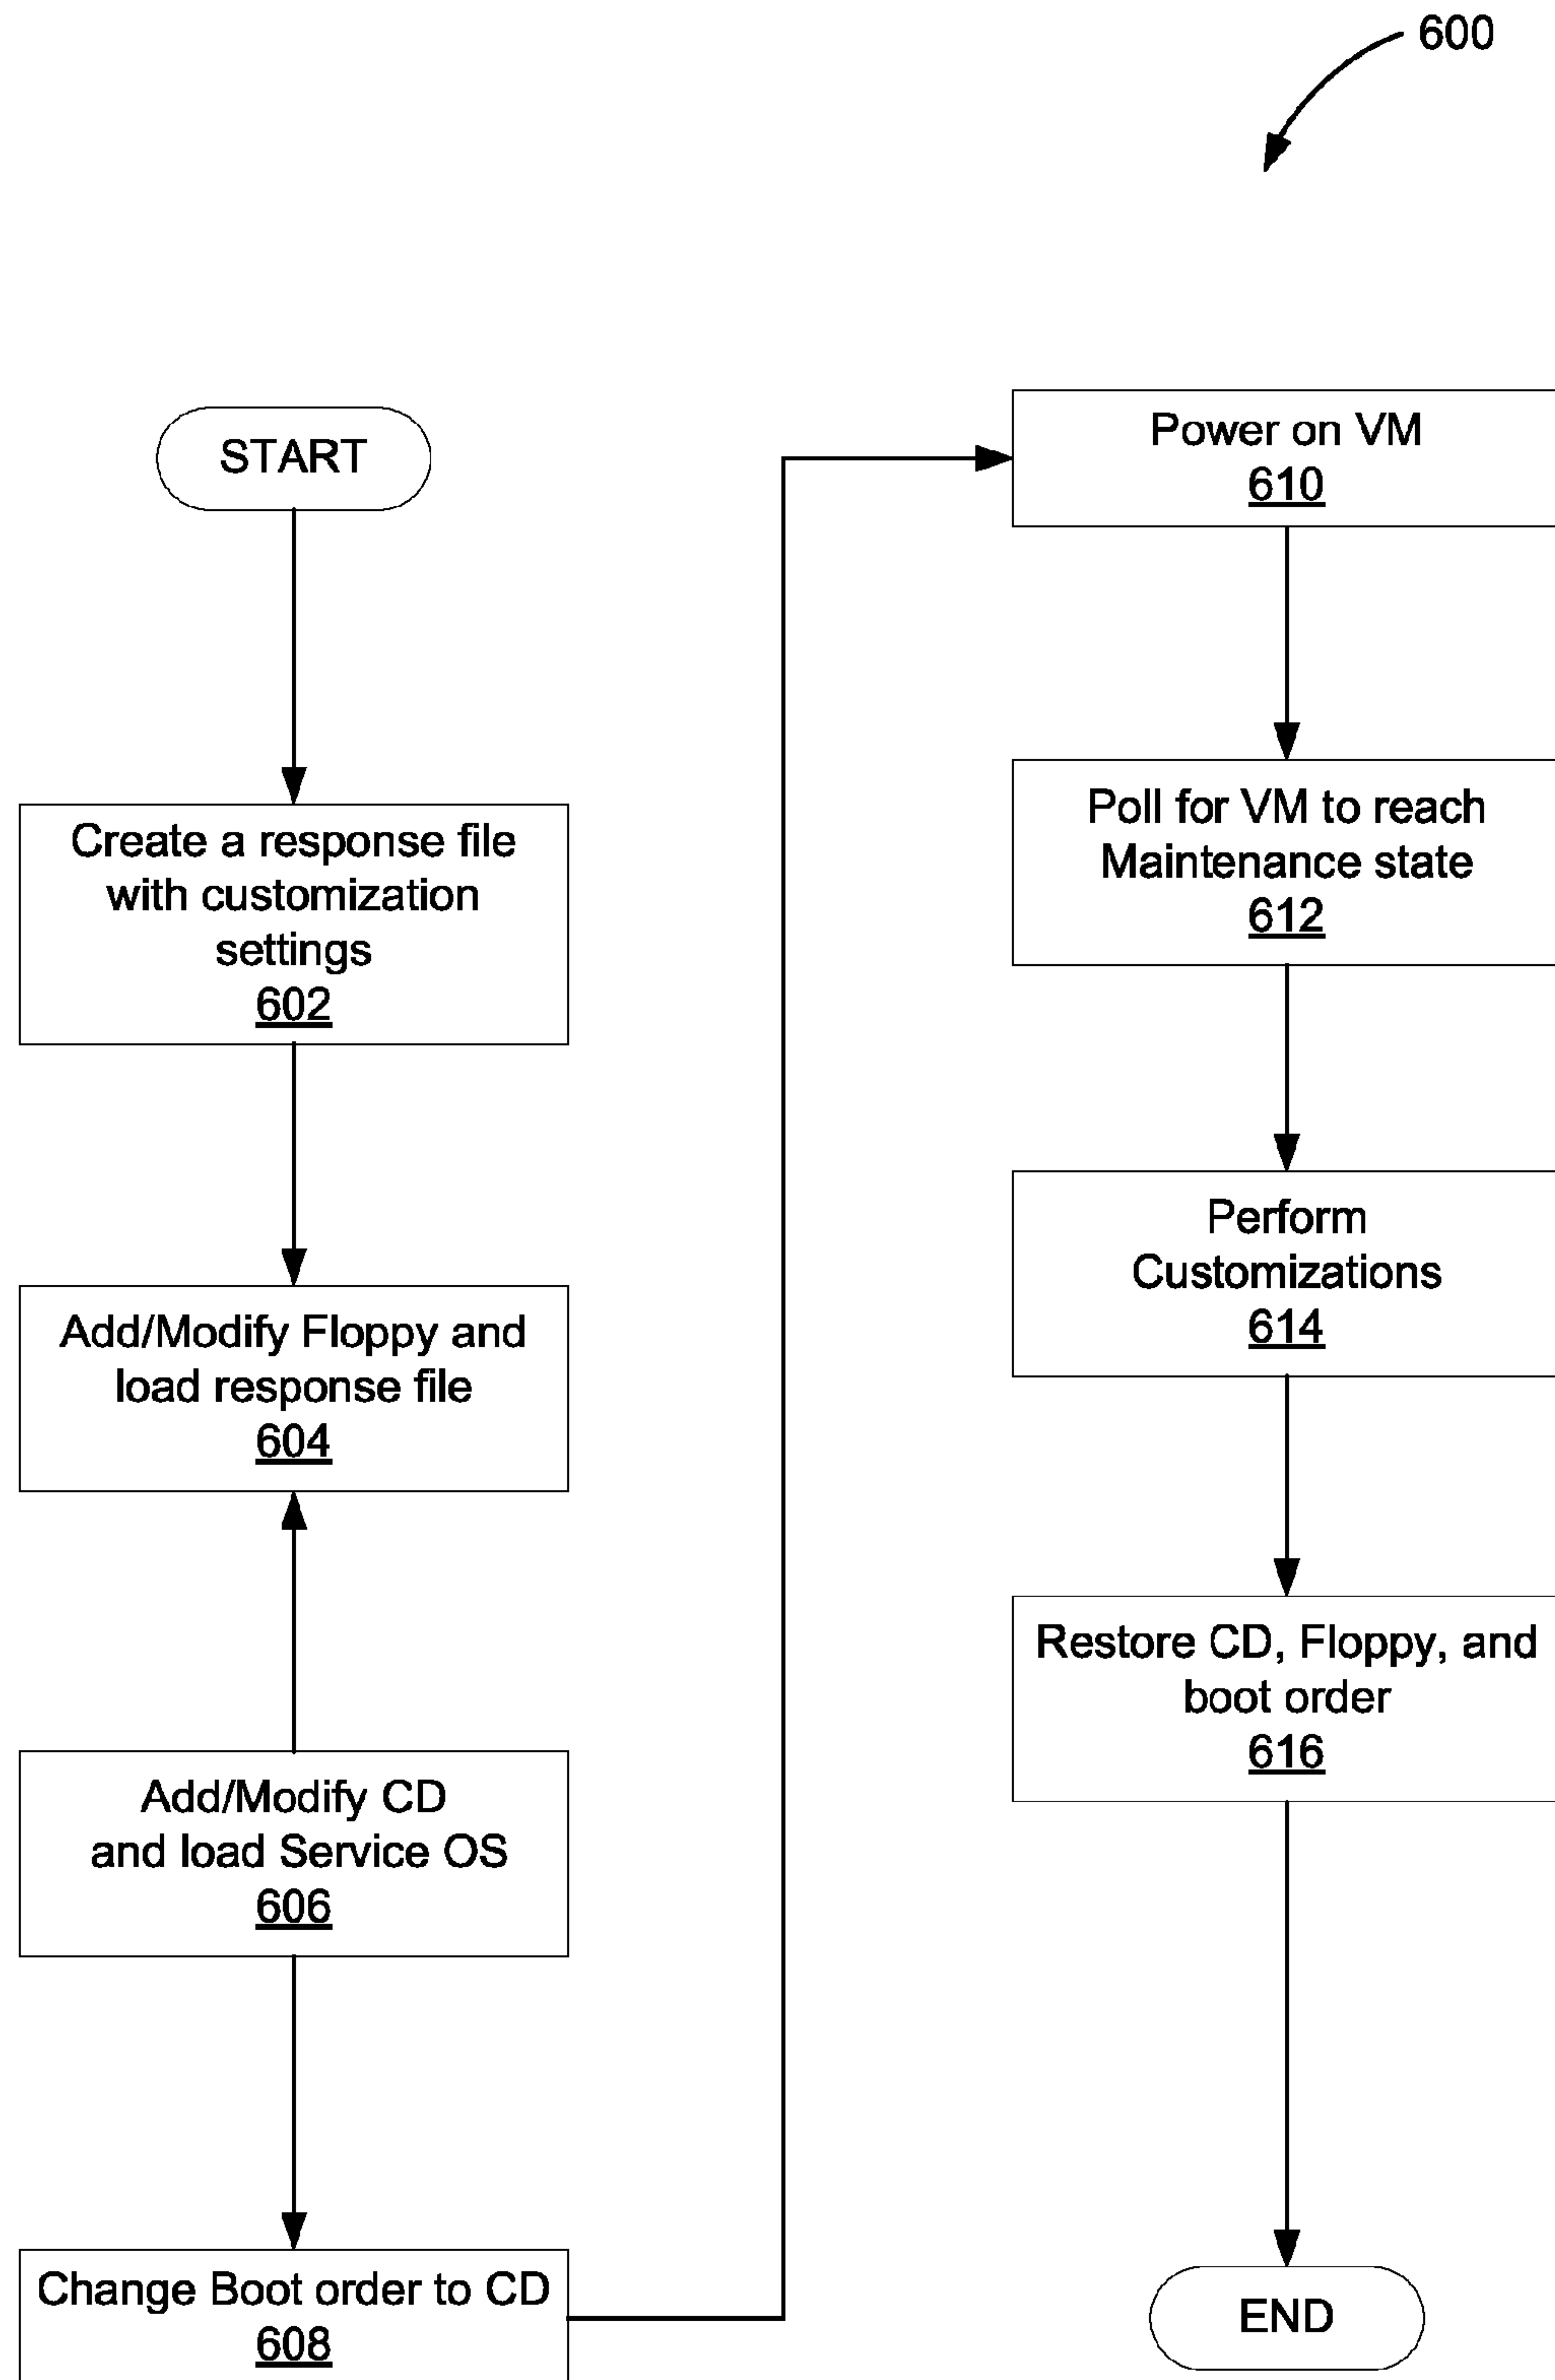 600
START
Create a response file
with customization
settings
602
Add/Modify Floppy and
load response file
604
Add/Modify CD
and load Service OS
606
Change Boot order to CD
608
Power on VM
610
Poll for VM to reach
Maintenance state
612
Perform
Customizations
614
Restore CD, Floppy, and
boot order
616
END